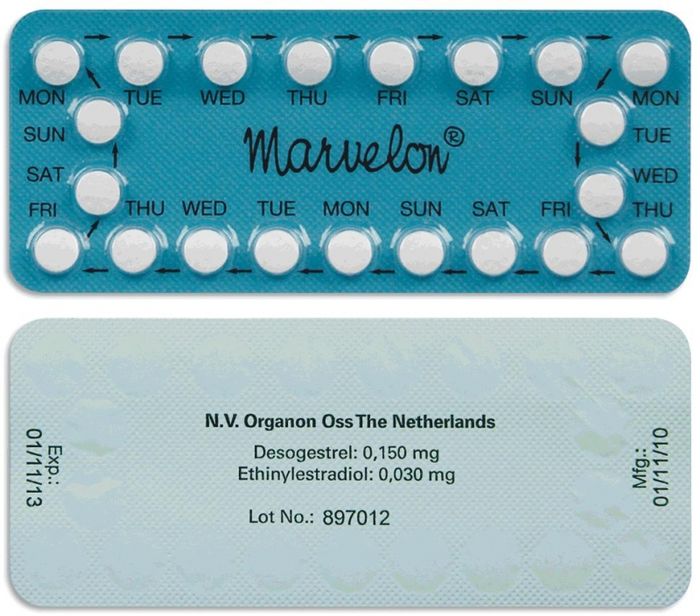 MON TUE WED THU FRI SAT SUN MON
SUN TUE
Marvelon®
SAT WED
FRI THU WED TUE MON SUN SAT FRI THU
N.V. Organon Oss The Netherlands
Desogestrel: 0,150 mg
Ethinylestradiol: 0,030 mg
Lot No.: 897012
Exp.:
01/11/13
Mfg.:
01/11/10